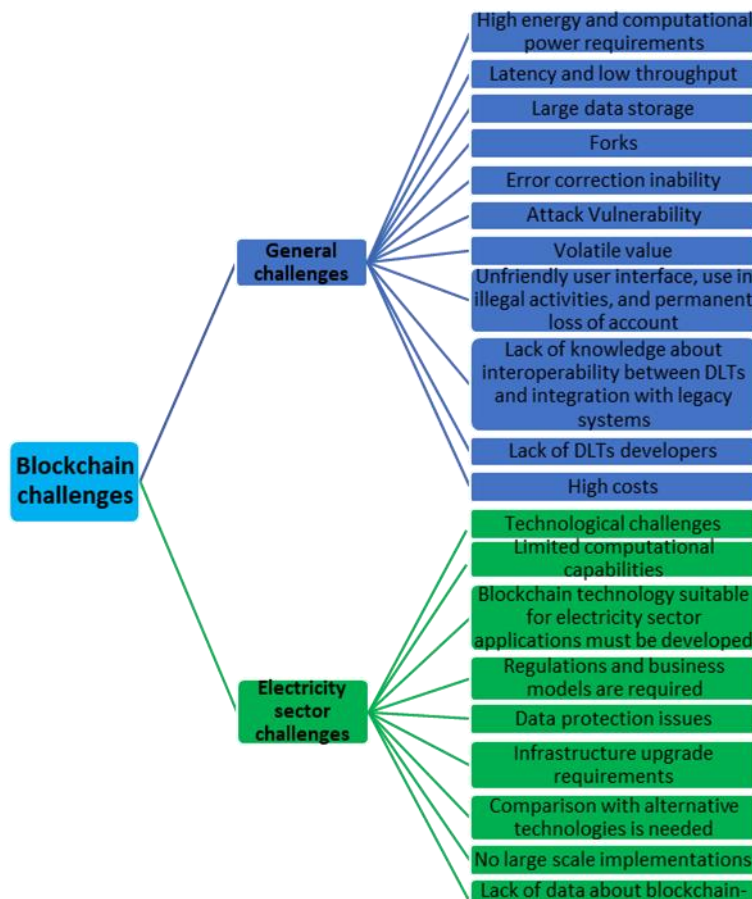 High energy and computational
power requirements
Latency and low throughput
Large data storage
Forks
Error correction inability
Attack Vulnerability
Volatile value
Unfriendly user interface, use in
illegal activities, and permanent
loss of account
Lack of knowledge about
interoperability between DLTs
and integration with legacy
systems
Lack of DLTs developers
High costs
General
challenges
Blockchain
challenges
Technological challenges
Limited computational
capabilities
Blockchain technology suitable
for electricity sector
applications must be developed
Regulations and business
models are required
Data protection issues
Infrastructure upgrade
requirements
Comparison with alternative
technologies is needed
No large scale implementations
Lack of data about blockchain-
Electricity
sector
challenges